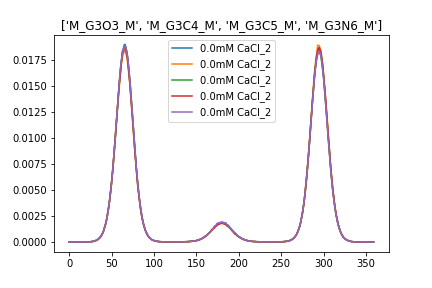 ['M_G3O3_M', 'M_G3C4_M', 'M_G3C5_M', 'M_G3N6_M']
0.0mM CaCl_2
0.0mM CaCl_2
0.0mM CaCl_2
0.0mM CaCl_2
0.0mM CaCl_2
0.0175
0.0150
0.0125
0.0100
0.0075
0.0050
0.0025
0.0000
0 50 100 150 200 250 300 350